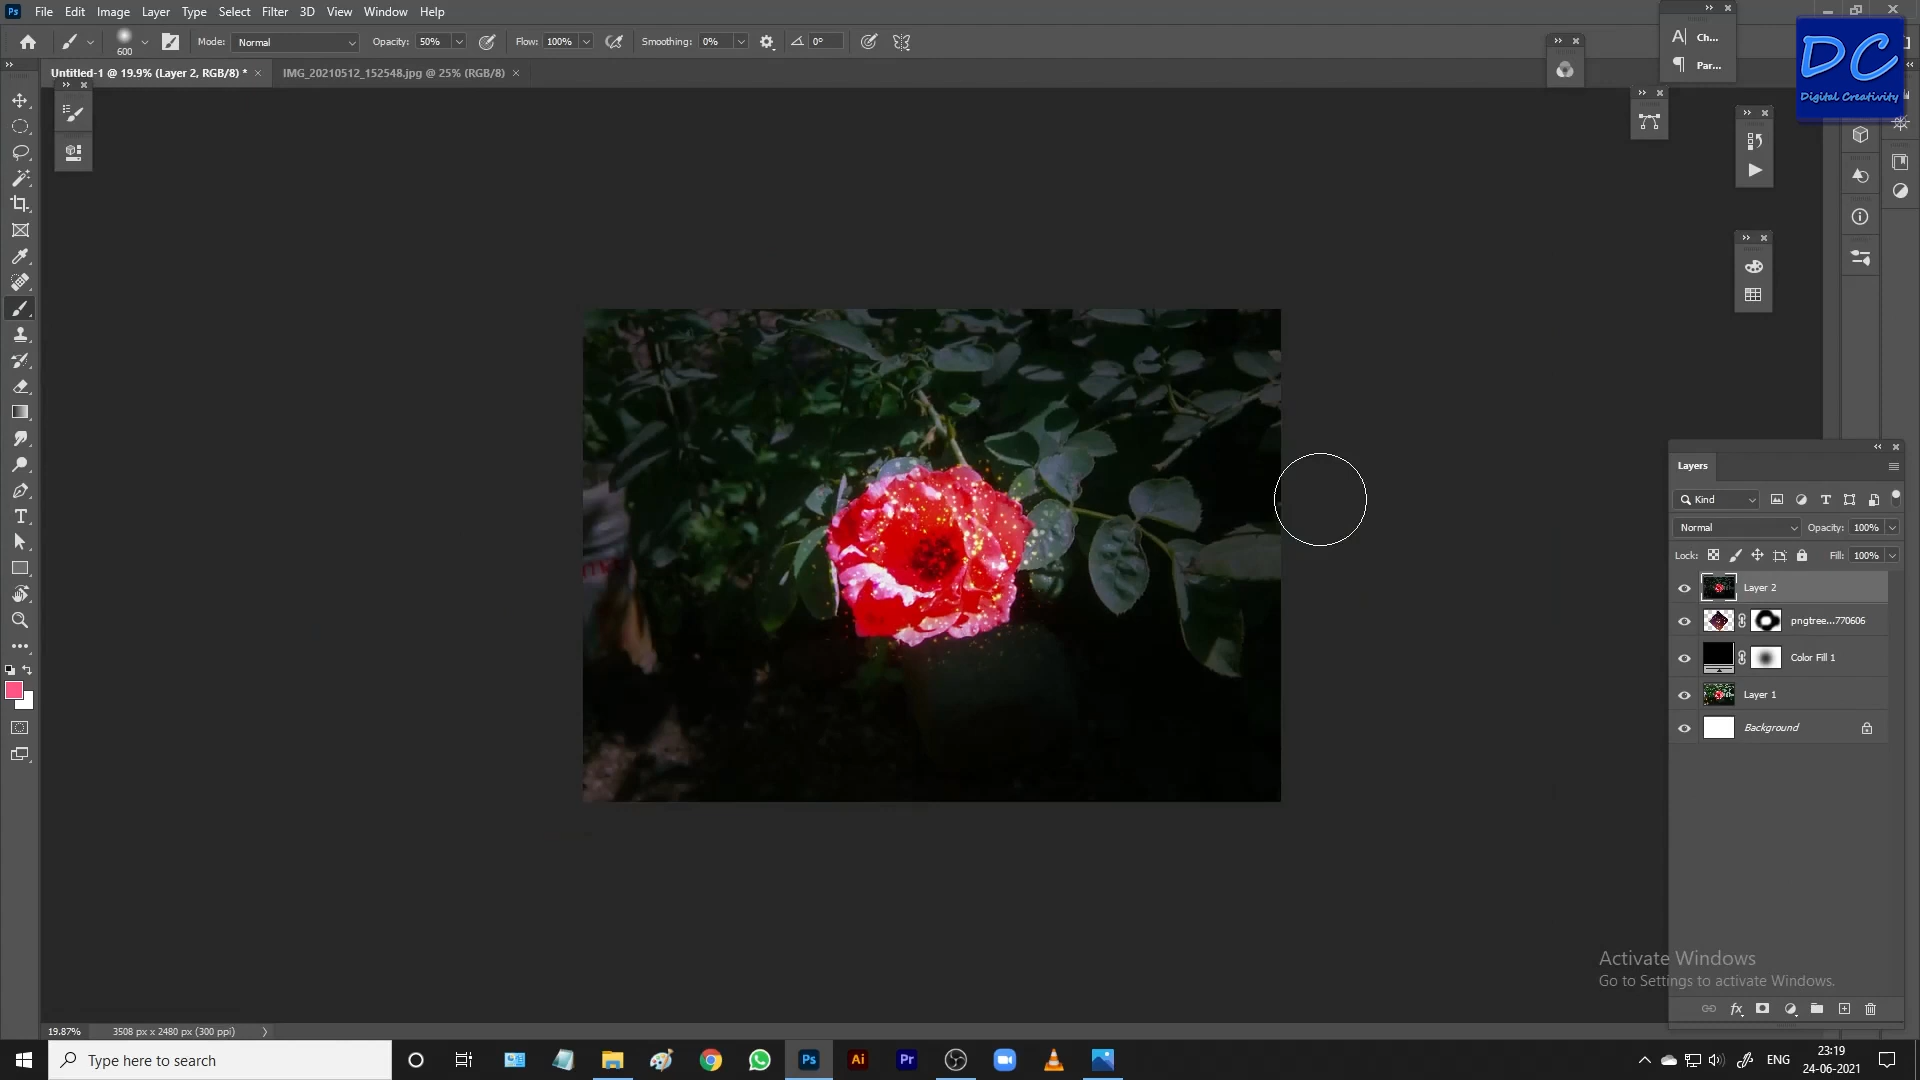 Ps File Edit Image Layer Type Select Filter 3D View Window Help
600 Mode: Normal Opacity: 50% Flow: 100% Smoothing: 0% 0°
Untitled-1 @ 19.9% (Layer 2, RGB/8) * IMG_20210512_152548.jpg @ 25% (RGB/8)
Ch...
Par...
DC
Digital Creativity
Layers
Kind
Normal Opacity: 100%
Lock: Fill: 100%
Layer 2
pngtree...770606
Color Fill 1
Layer 1
Background
Activate Windows
Go to Settings to activate Windows.
19.87% 3508 px x 2480 px (300 ppi)
Type here to search
Ps Ai Pr
ENG
23:19
24-06-2021